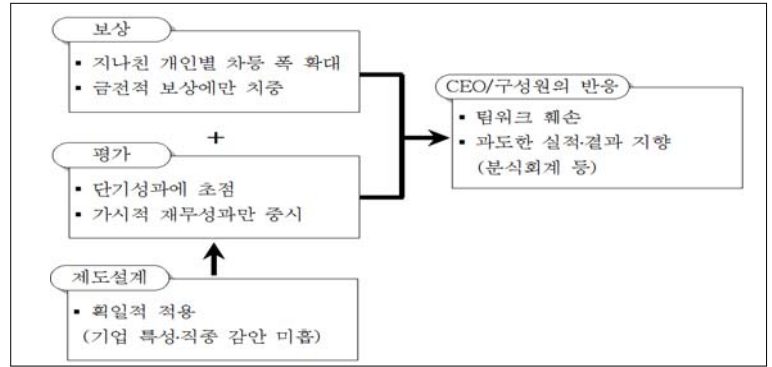 보상
▪ 지나친 개인별 차등 폭 확대
▪ 금전적 보상에만 치중
+
평가
▪ 단기성과에 초점
▪ 가시적 재무성과만 중시
제도설계
▪ 획일적 적용
(기업 특성·직종 감안 미흡)
CEO/구성원의 반응
▪ 팀워크 훼손
▪ 과도한 실적·결과 지향
(분식회계 등)